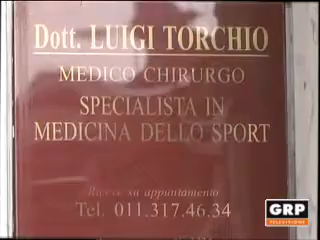 Dott. LUIGI TORCHIO
MEDICO CHIRURGO
SPECIALISTA IN
MEDICINA DELLO SPORT
Riceve su appuntamento
Tel. 011.317.46.34
GRP
TELEVISIONE